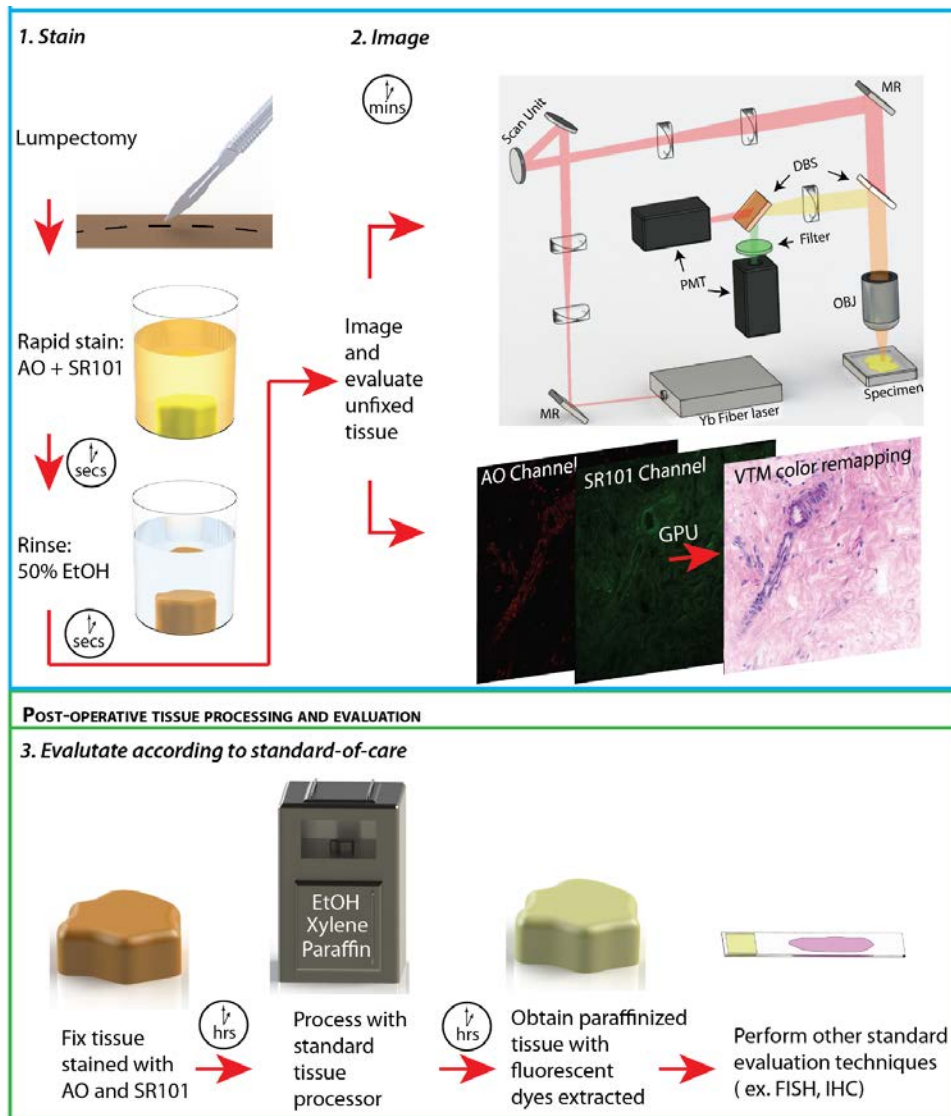 1. Stain
2. Image
mins
Lumpectomy
Rapid stain:
AO + SR101
secs
Rinse:
50% EtOH
secs
Image
and
evaluate
unfixed
tissue
Scan Unit
MR
DBS
Filter
PMT
OBJ
Specimen
MR
Yb Fiber laser
AO Channel
SR101 Channel
GPU
VTM color remapping
POST-OPERATIVE TISSUE PROCESSING AND EVALUATION
3. Evalutate according to standard-of-care
EtOH
Xylene
Paraffin
Fix tissue
stained with
AO and SR101
hrs
Process with
standard
tissue
processor
hrs
Obtain paraffinized
tissue with
fluorescent
dyes extracted
Perform other standard
evaluation techniques
( ex. FISH, IHC)